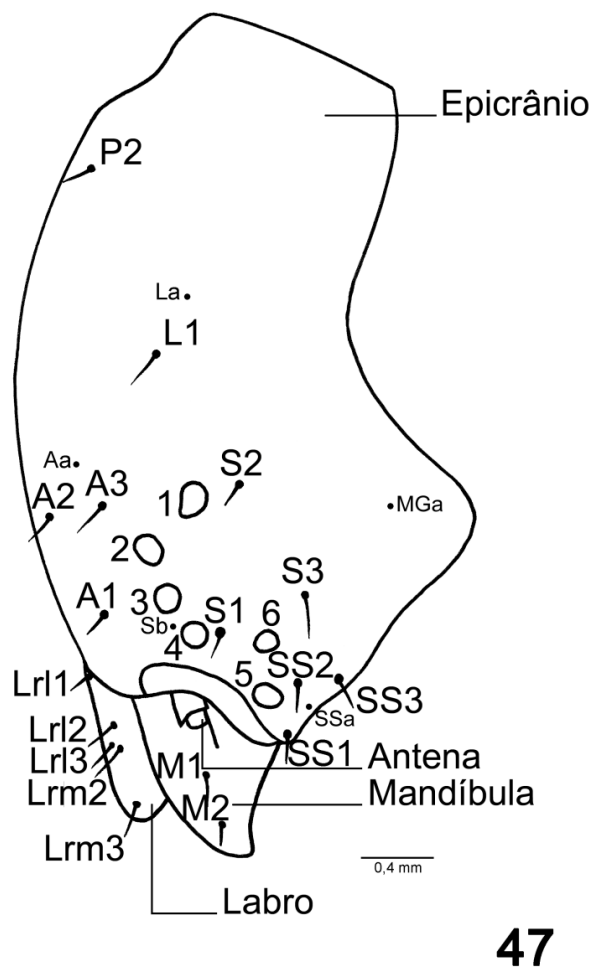 Epicrânio
P2
La
L1
Aa
S2
A2
A3
1
MGa
2
S3
A1
3
Sb
S1
6
4
SS2
Lrl1
5
SS3
SSa
Lrl2
SS1
Lrl3
M1
Antena
Lrm2
M2
Mandíbula
Lrm3
0,4 mm
Labro
47